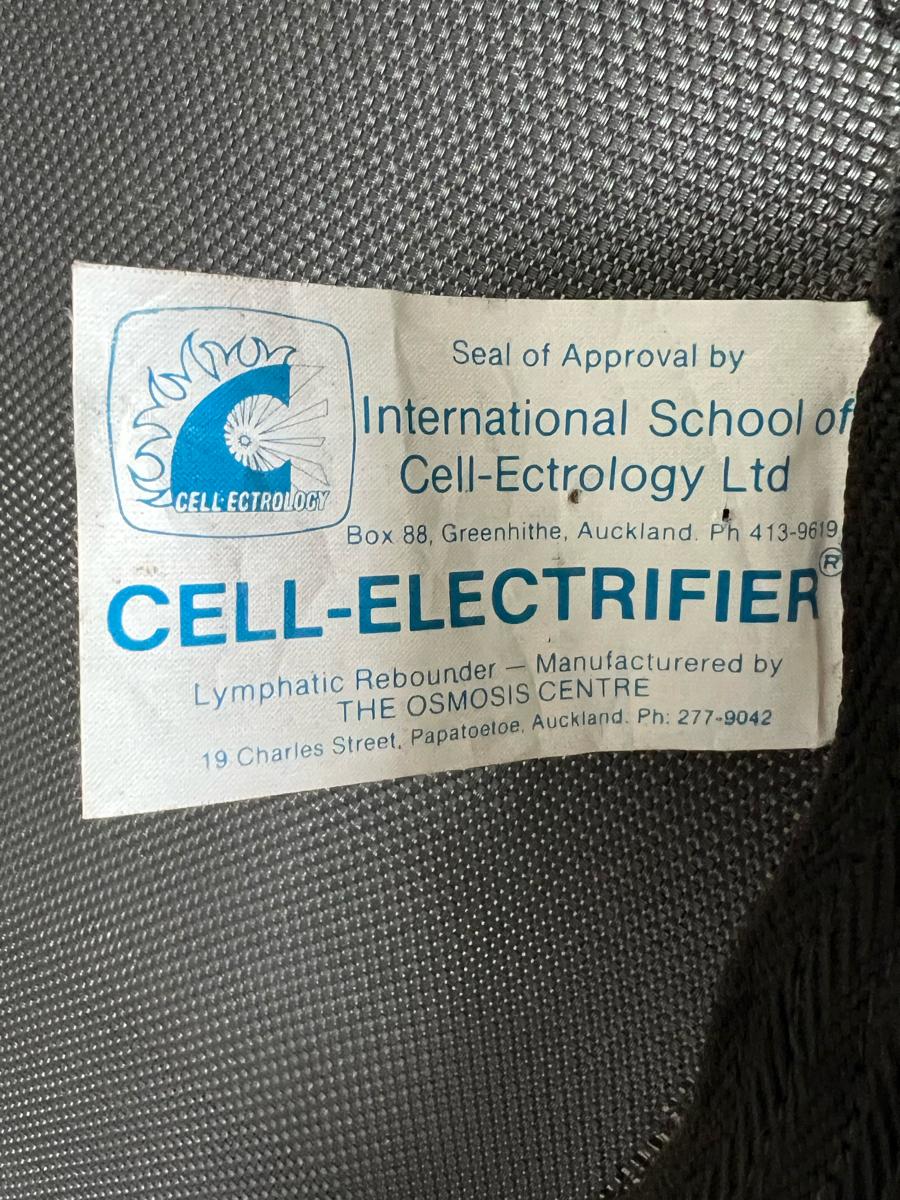 CELL-ECTROLOGY
Seal of Approval by
International School of
Cell-Ectrology Ltd
Box 88, Greenhithe, Auckland. Ph 413-9619
CELL-ELECTRIFIER®
Lymphatic Rebounder — Manufacturered by
THE OSMOSIS CENTRE
19 Charles Street, Papatoetoe, Auckland. Ph: 277-9042